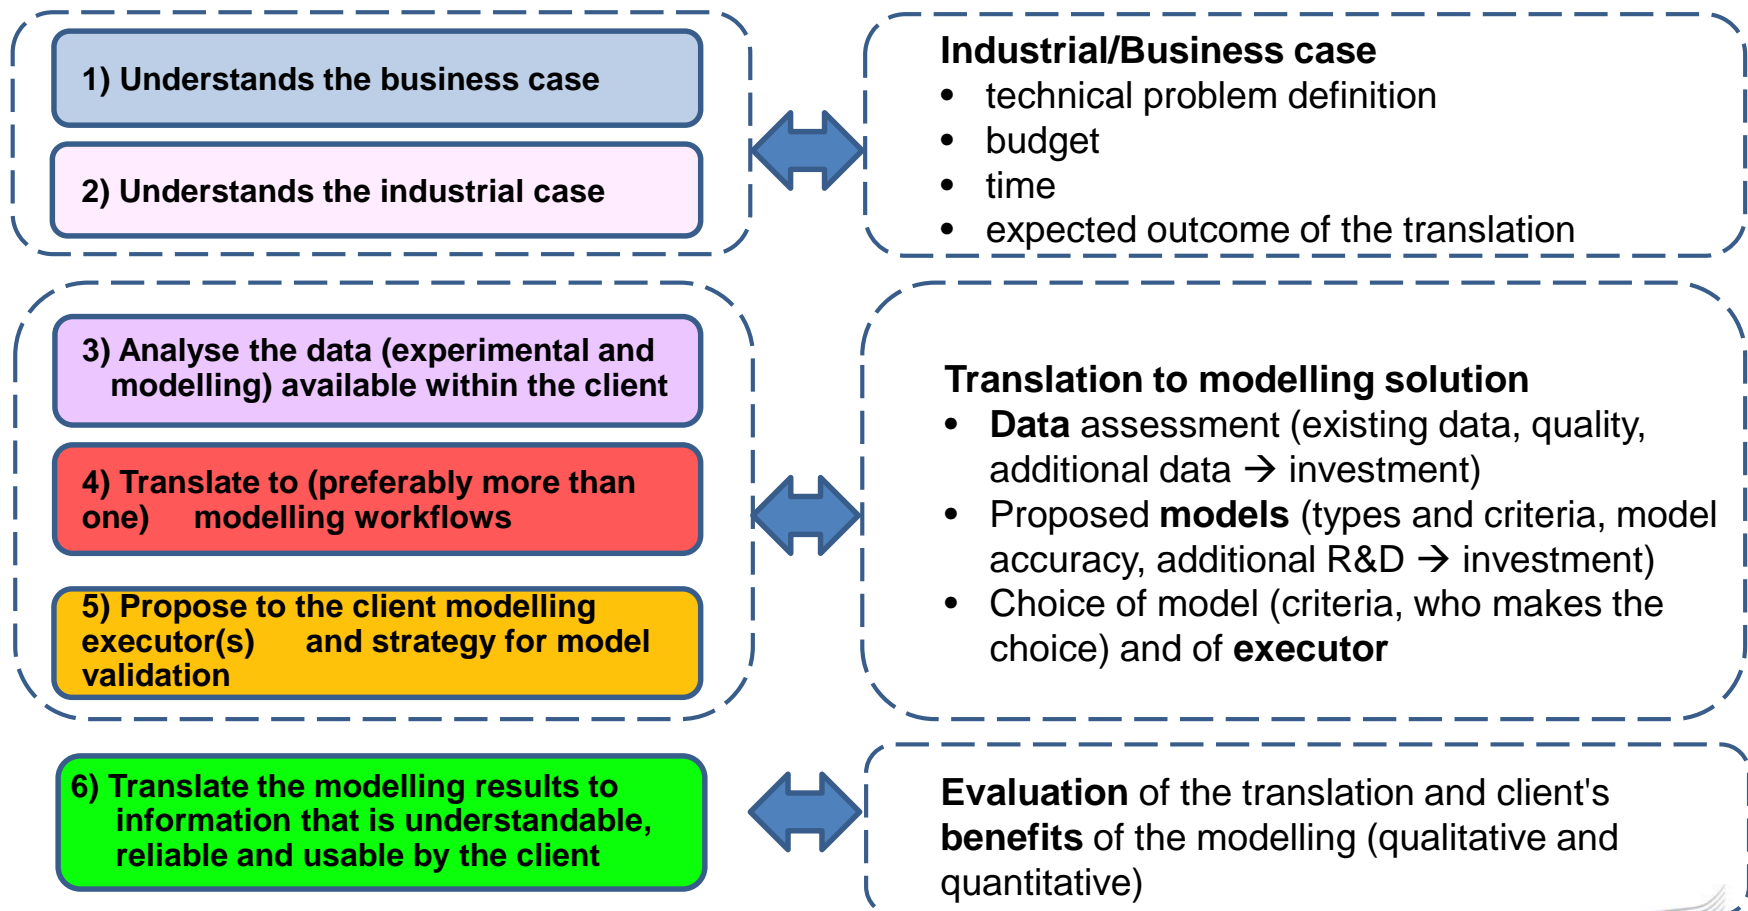 1) Understands the business case
2) Understands the industrial case
Industrial/Business case
• technical problem definition
• budget
• time
• expected outcome of the translation
3) Analyse the data (experimental and
modelling) available within the client
4) Translate to (preferably more than
one) modelling workflows
5) Propose to the client modelling
executor(s) and strategy for model
validation
Translation to modelling solution
• Data assessment (existing data, quality,
additional data → investment)
• Proposed models (types and criteria, model
accuracy, additional R&D → investment)
• Choice of model (criteria, who makes the
choice) and of executor
6) Translate the modelling results to
information that is understandable,
reliable and usable by the client
Evaluation of the translation and client's
benefits of the modelling (qualitative and
quantitative)